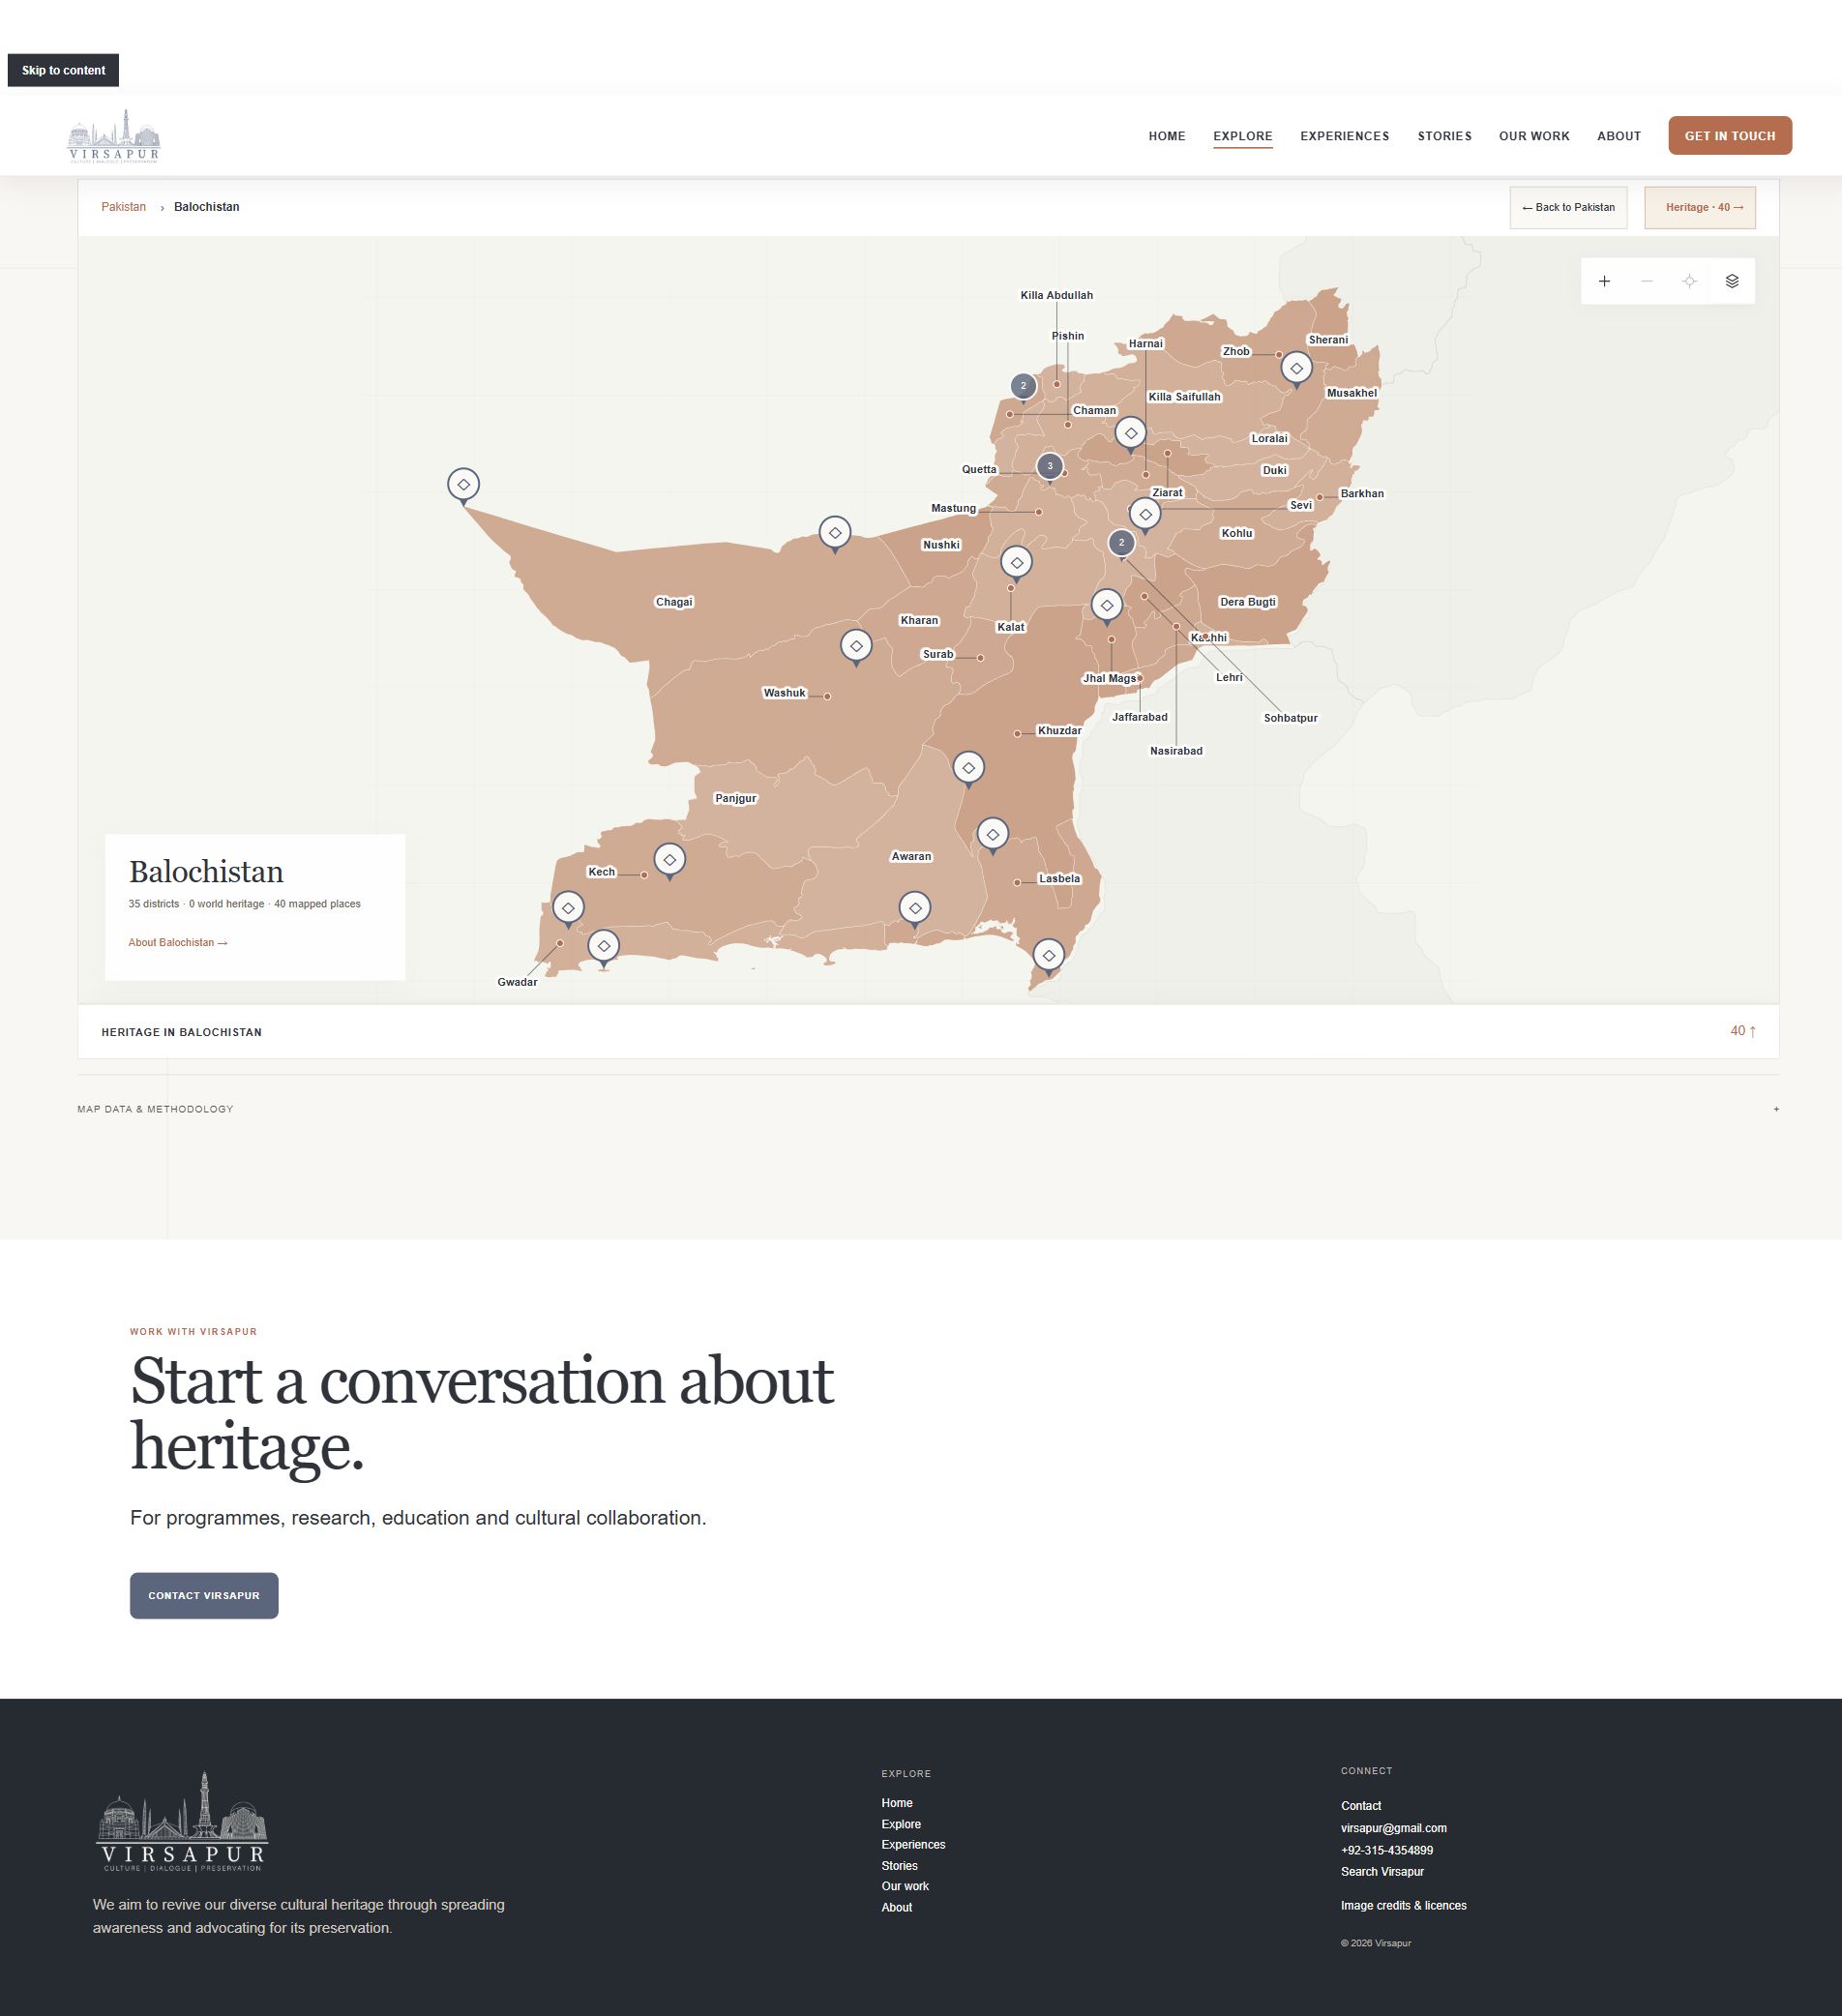 Skip to content
VIRSAPUR
CULTURE | DIALOGUE | PRESERVATION
HOME EXPLORE EXPERIENCES STORIES OUR WORK ABOUT GET IN TOUCH
Pakistan › Balochistan
← Back to Pakistan
Heritage · 40 →
Killa Abdullah
Pishin
Harnai
Zhob
Sherani
2
Chaman
Killa Saifullah
Musakhel
Loralai
Quetta
3
Duki
Ziarat
Barkhan
Mastung
Sevi
Nushki
2
Kohlu
Chagai
Dera Bugti
Kharan
Kalat
Surab
Jhal Mags
Lehri
Washuk
Jaffarabad
Sohbatpur
Khuzdar
Nasirabad
Panjgur
Awaran
Kech
Lasbela
Gwadar
Balochistan
35 districts · 0 world heritage · 40 mapped places
About Balochistan →
HERITAGE IN BALOCHISTAN
40 ↑
MAP DATA & METHODOLOGY
+
WORK WITH VIRSAPUR
Start a conversation about
heritage.
For programmes, research, education and cultural collaboration.
CONTACT VIRSAPUR
VIRSAPUR
CULTURE | DIALOGUE | PRESERVATION
We aim to revive our diverse cultural heritage through spreading
awareness and advocating for its preservation.
EXPLORE
Home
Explore
Experiences
Stories
Our work
About
CONNECT
Contact
virsapur@gmail.com
+92-315-4354899
Search Virsapur
Image credits & licences
© 2026 Virsapur